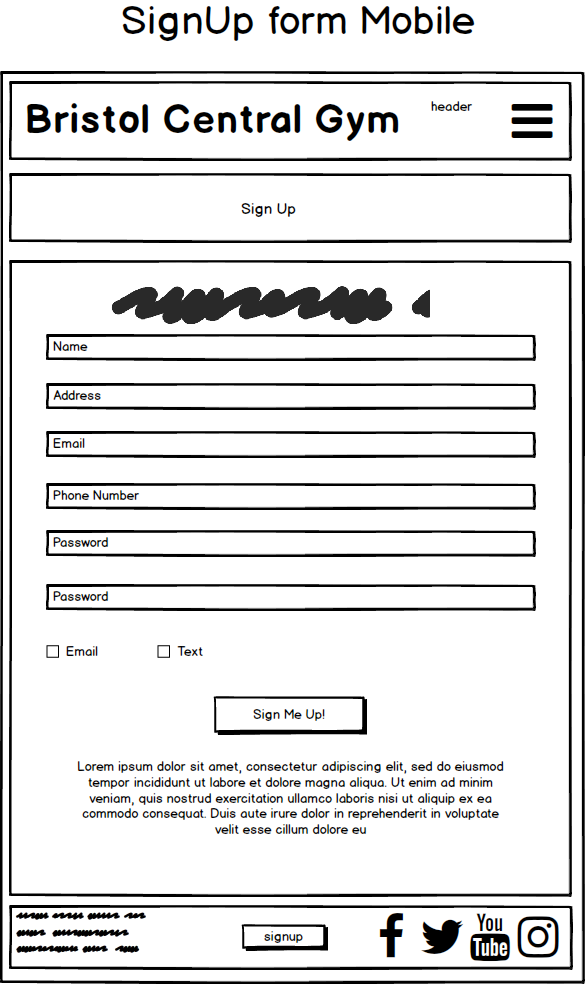 SignUp form Mobile
Bristol Central Gym
header
Sign Up
Name
Address
Email
Phone Number
Password
Password
Email
Text
Sign Me Up!
Lorem ipsum dolor sit amet, consectetur adipiscing elit, sed do eiusmod
tempor incididunt ut labore et dolore magna aliqua. Ut enim ad minim
veniam, quis nostrud exercitation ullamco laboris nisi ut aliquip ex ea
commodo consequat. Duis aute irure dolor in reprehenderit in voluptate
velit esse cillum dolore eu
signup
You
Tube